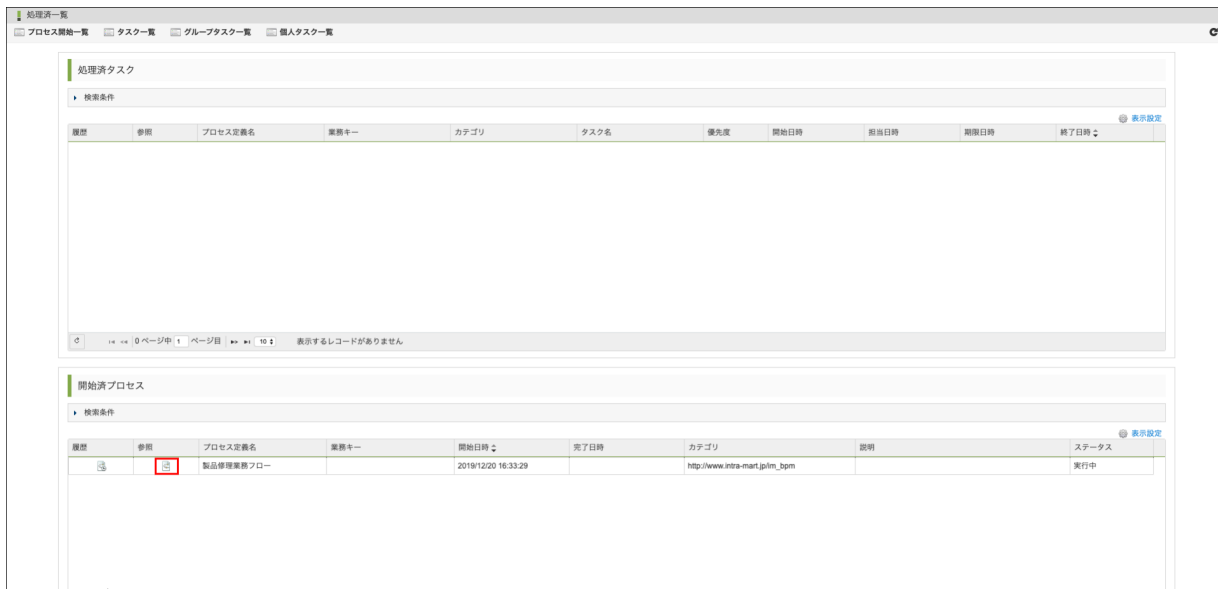 処理済一覧
プロセス開始一覧 タスク一覧 グループタスク一覧 個人タスク一覧
処理済タスク
検索条件
表示設定
履歴 参照 プロセス定義名 業務キー カテゴリ タスク名 優先度 開始日時 担当日時 期限日時 終了日時
0 ページ中 1 ページ目 10 表示するレコードがありません
開始済プロセス
検索条件
表示設定
履歴 参照 プロセス定義名 業務キー 開始日時 完了日時 カテゴリ 説明 ステータス
製品修理業務フロー 2019/12/20 16:33:29 http://www.intra-mart.jp/im_bpm 実行中